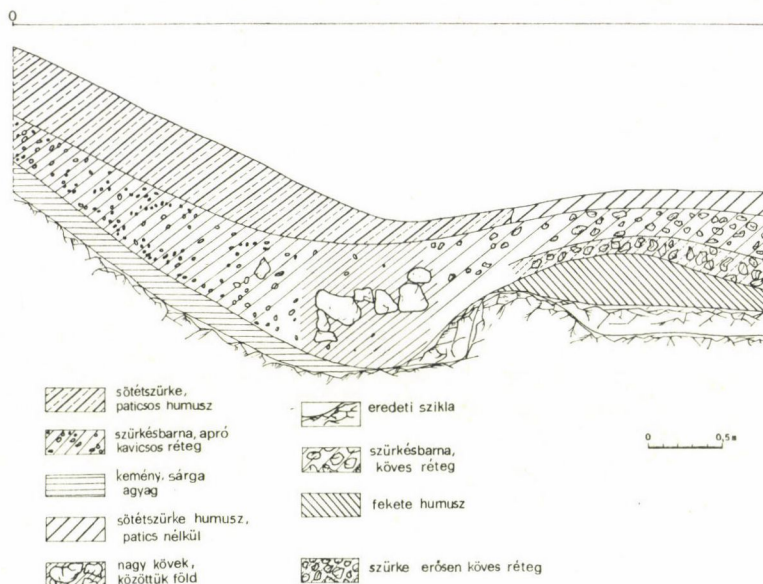 0
sötétszürke,
paticsos humusz
szürkésbarna, apró
kavicsos réteg
kemény, sárga
agyag
sötétszürke humusz,
patics nélkül
nagy kövek,
közöttük föld
eredeti szikla
szürkésbarna,
köves réteg
fekete humusz
szürke erősen köves réteg
0 0,5 m